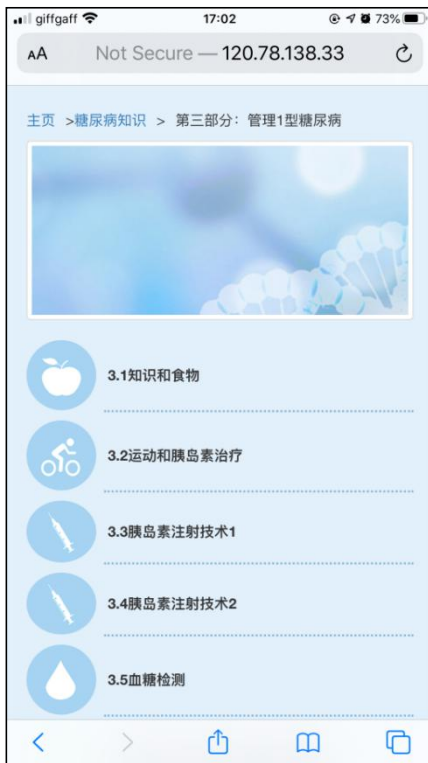 giffgaff 17:02 73%
AA Not Secure — 120.78.138.33
主页 >糖尿病知识 > 第三部分：管理1型糖尿病
3.1知识和食物
3.2运动和胰岛素治疗
3.3胰岛素注射技术1
3.4胰岛素注射技术2
3.5血糖检测